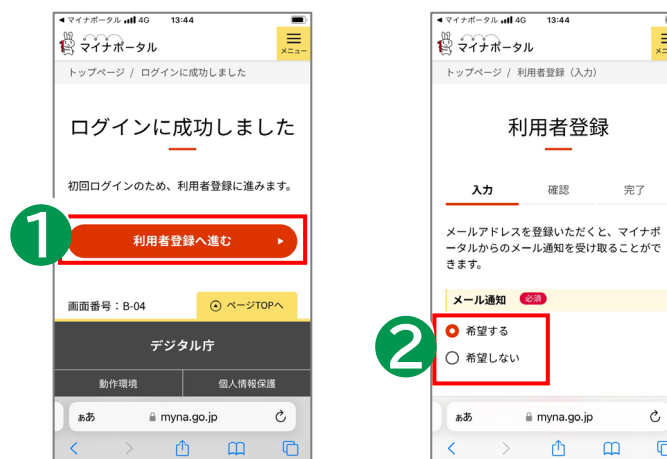 マイナポータル 4G 13:44
マイナポータル
メニュー
トップページ / ログインに成功しました
ログインに成功しました
初回ログインのため、利用者登録に進みます。
1
利用者登録へ進む
画面番号：B-04
ページTOPへ
デジタル庁
動作環境
個人情報保護
ぁあ
myna.go.jp
マイナポータル 4G 13:44
マイナポータル
トップページ / 利用者登録（入力）
利用者登録
入力
確認
完了
メールアドレスを登録いただくと、マイナポ
ータルからのメール通知を受け取ることがで
きます。
メール通知 必須
2
希望する
希望しない
ぁあ
myna.go.jp